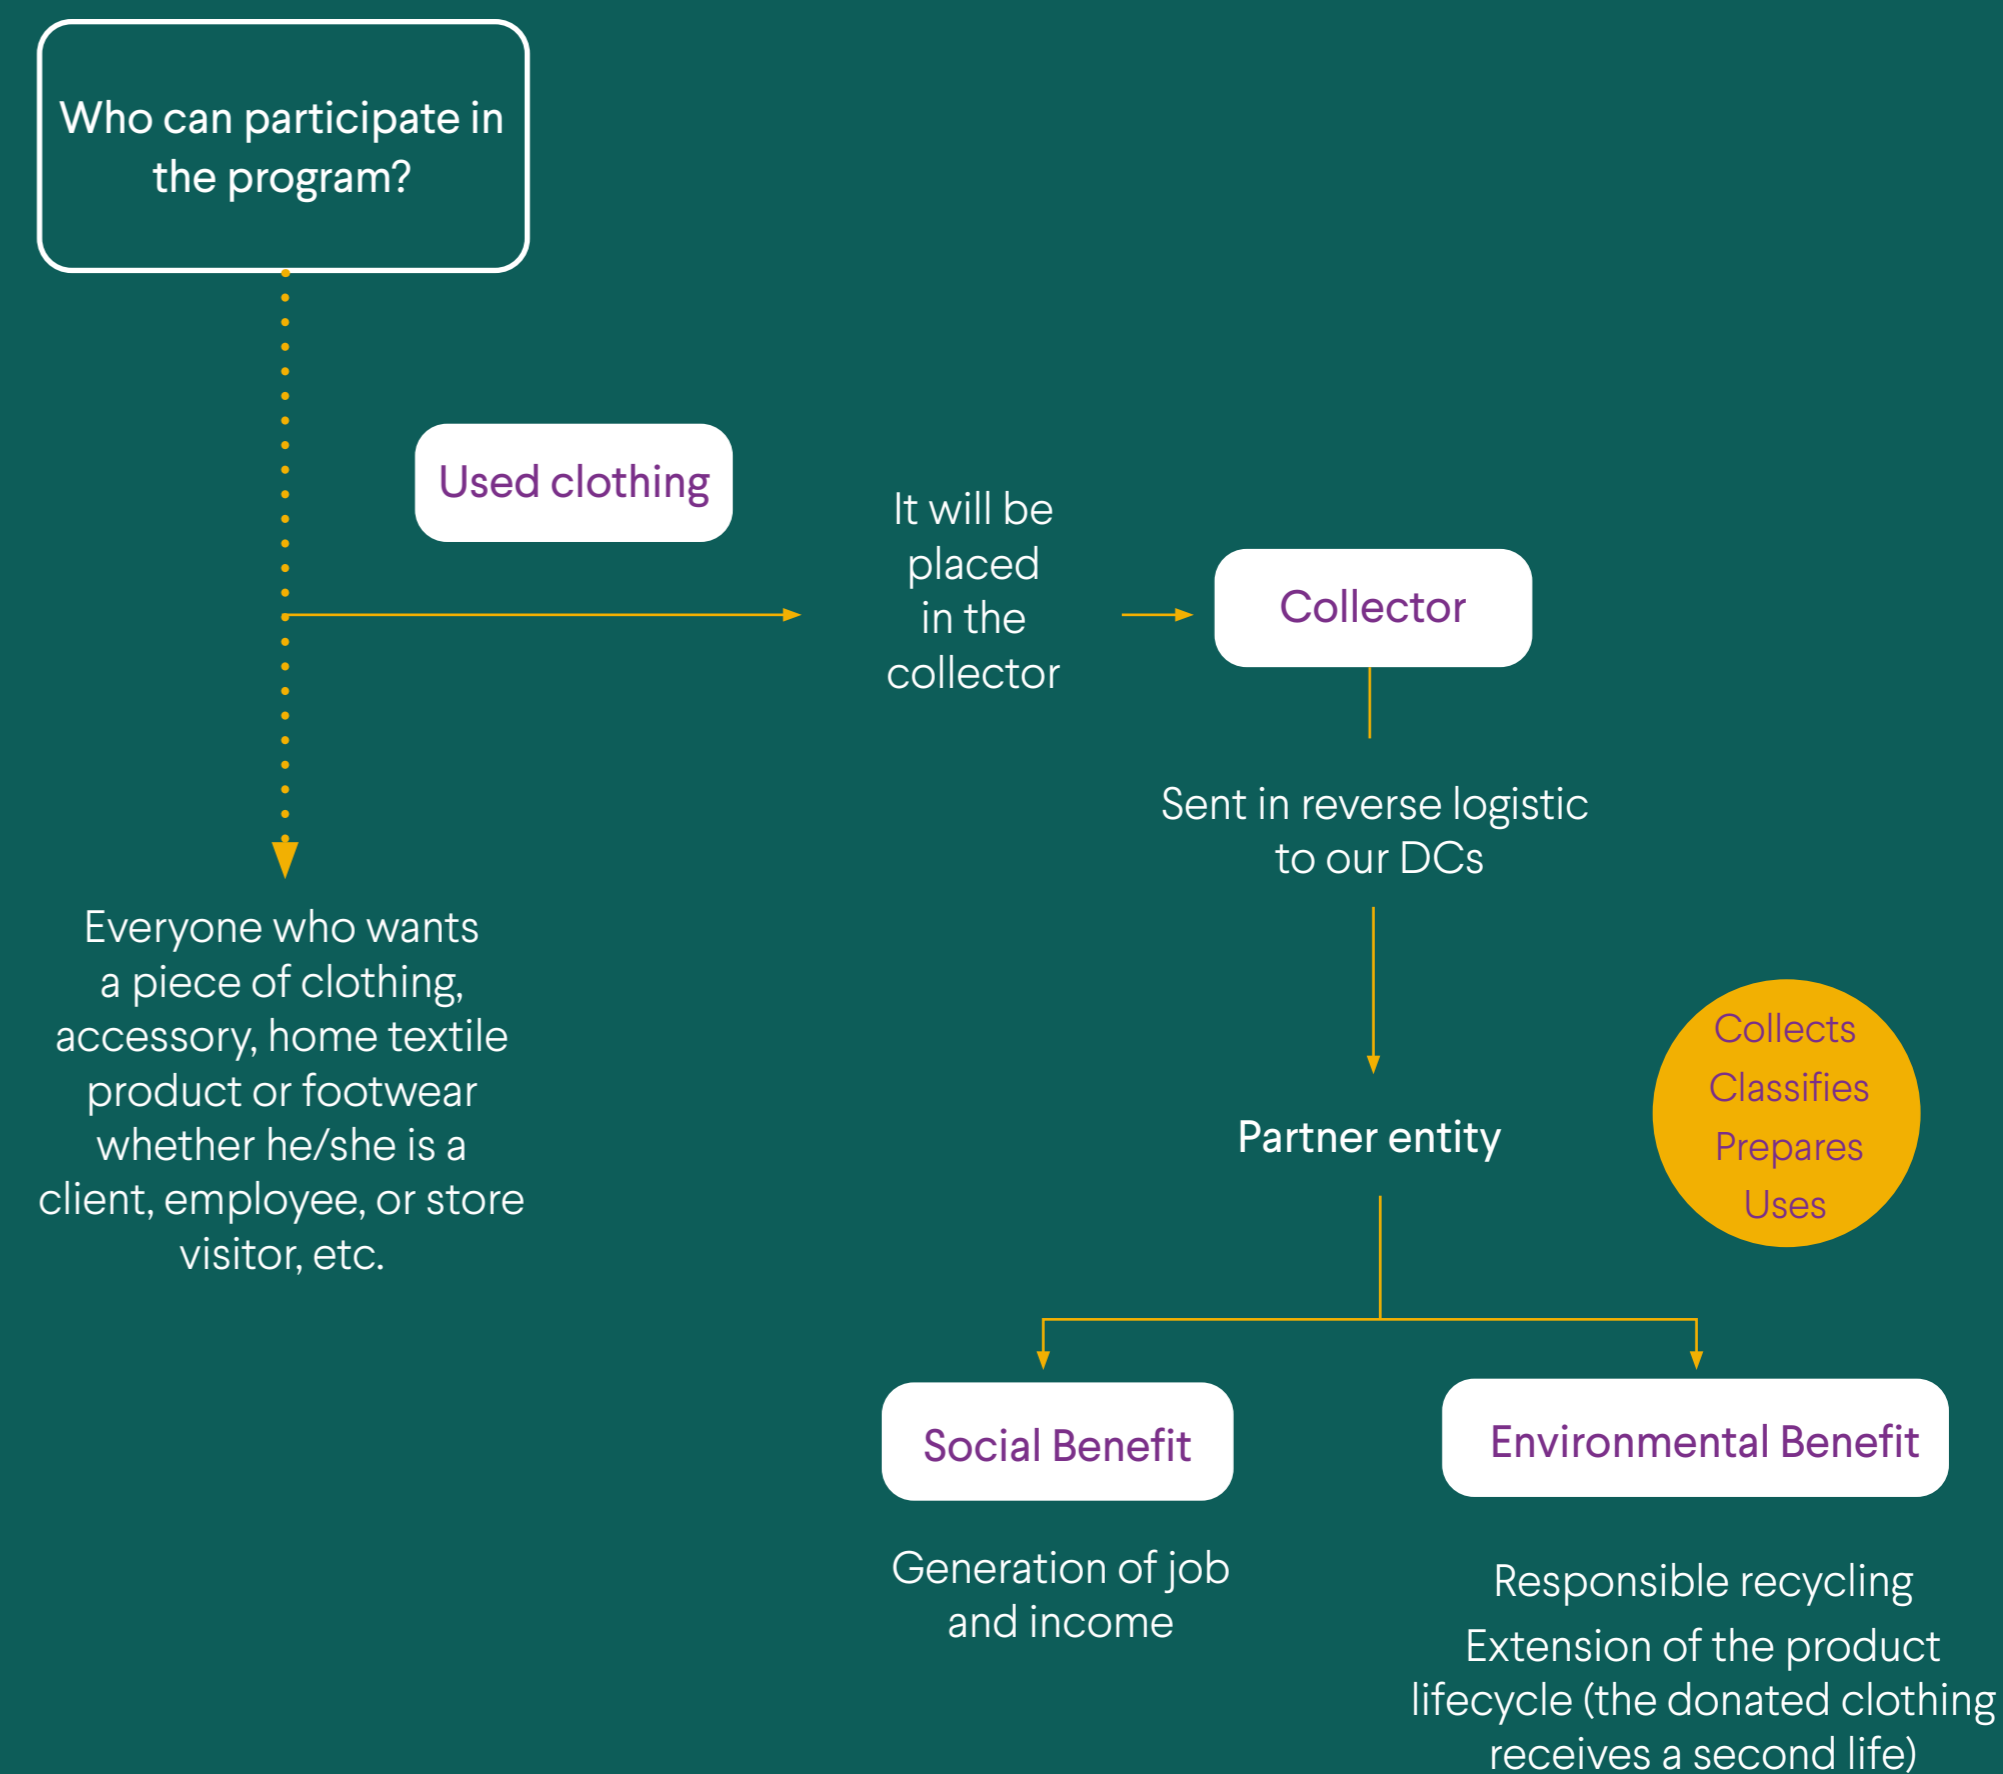 Who can participate in
the program?
Used clothing
It will be
placed
in the
collector
Collector
Sent in reverse logistic
to our DCs
Everyone who wants
a piece of clothing,
accessory, home textile
product or footwear
whether he/she is a
client, employee, or store
visitor, etc.
Partner entity
Collects
Classifies
Prepares
Uses
Social Benefit
Generation of job
and income
Environmental Benefit
Responsible recycling
Extension of the product
lifecycle (the donated clothing
receives a second life)